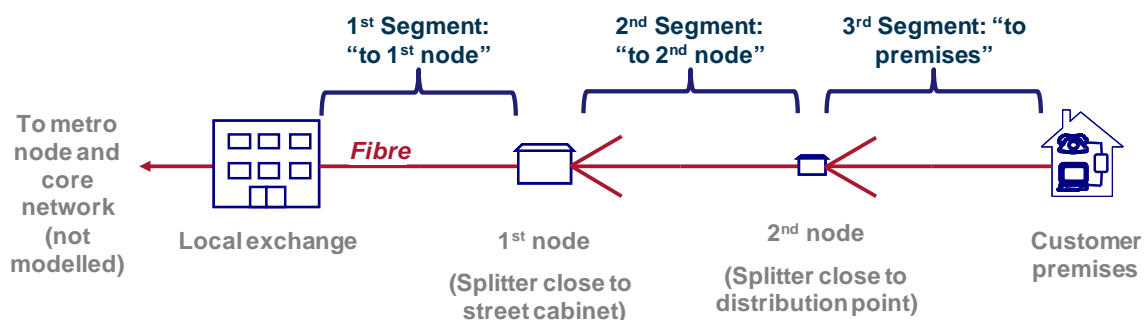 1st Segment:
“to 1st node”
2nd Segment:
“to 2nd node”
3rd Segment: “to
premises”
To metro
node and
core
network
(not
modelled)
Fibre
Local exchange
1st node
(Splitter close to
street cabinet)
2nd node
(Splitter close to
distribution point)
Customer
premises